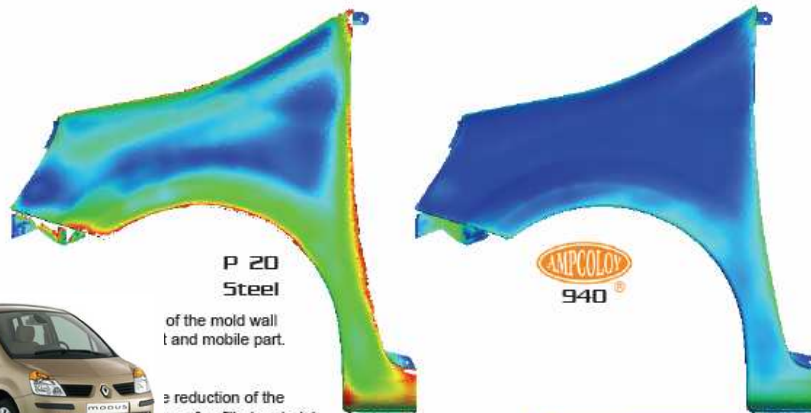 P 20
Steel
AMPCOLOY
®
940
of the mold wall
t and mobile part.
e reduction of the
MODUS